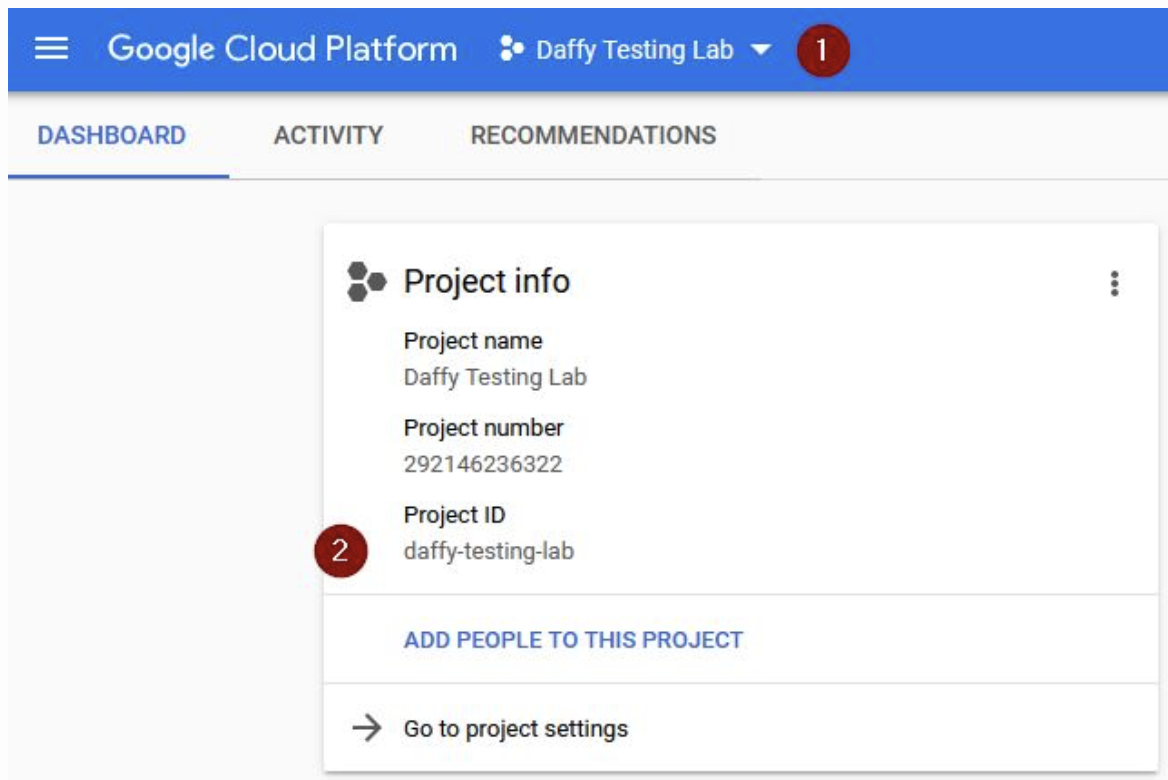 Google Cloud Platform Daffy Testing Lab 1
DASHBOARD ACTIVITY RECOMMENDATIONS
Project info
Project name
Daffy Testing Lab
Project number
292146236322
Project ID
2 daffy-testing-lab
ADD PEOPLE TO THIS PROJECT
Go to project settings